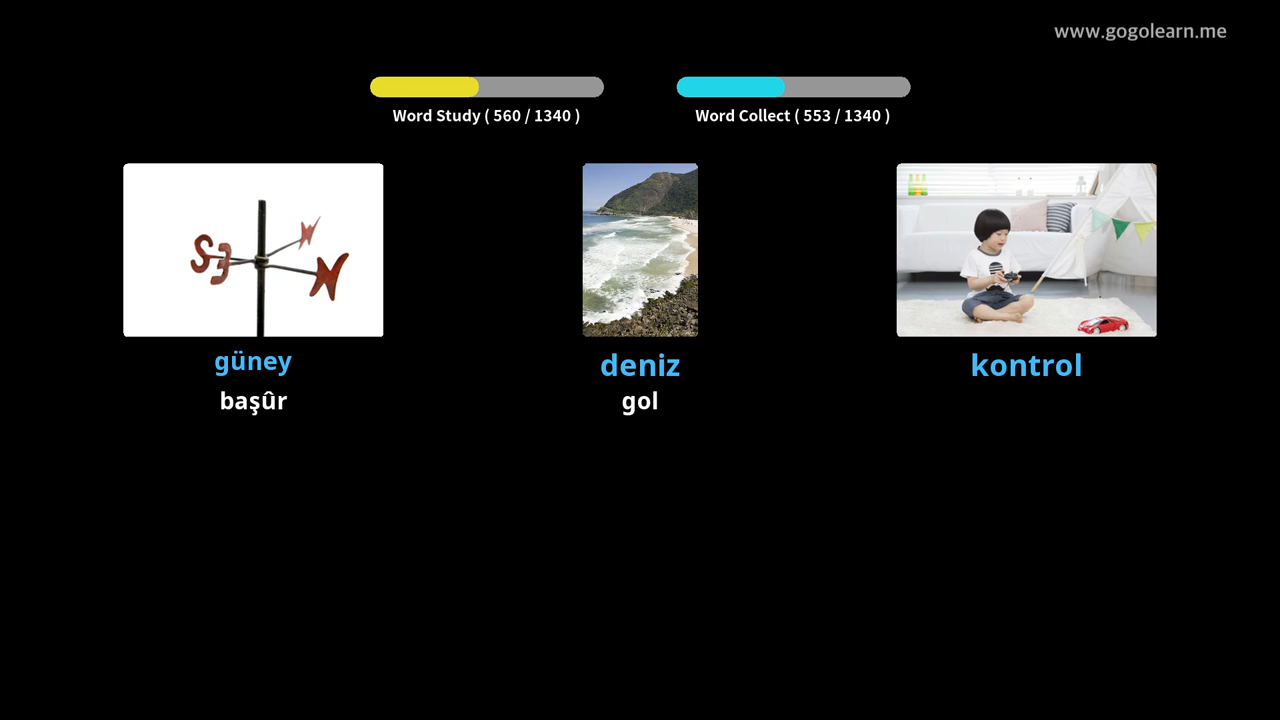 www.gogolearn.me
Word Study ( 560 / 1340 )
Word Collect ( 553 / 1340 )
S E N W
güney
deniz
kontrol
başûr
gol